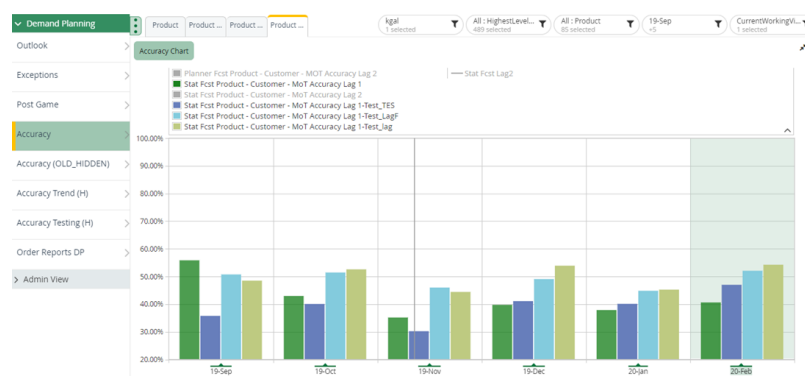 Demand Planning
Product
Product ...
Product ...
Product ...
kgal
1 selected
All : HighestLevel...
489 selected
All : Product
85 selected
19-Sep
+5
CurrentWorkingVi...
1 selected
Outlook
Exceptions
Post Game
Accuracy
Accuracy (OLD_HIDDEN)
Accuracy Trend (H)
Accuracy Testing (H)
Order Reports DP
Admin View
Accuracy Chart
Planner Fcst Product - Customer - MOT Accuracy Lag 2
Stat Fcst Lag2
Stat Fcst Product - Customer - MoT Accuracy Lag 1
Stat Fcst Product - Customer - MoT Accuracy Lag 2
Stat Fcst Product - Customer - MoT Accuracy Lag 1-Test_TES
Stat Fcst Product - Customer - MoT Accuracy Lag 1-Test_LagF
Stat Fcst Product - Customer - MoT Accuracy Lag 1-Test_lag
100.00%
90.00%
80.00%
70.00%
60.00%
50.00%
40.00%
30.00%
20.00%
19-Sep
19-Oct
19-Nov
19-Dec
20-Jan
20-Feb